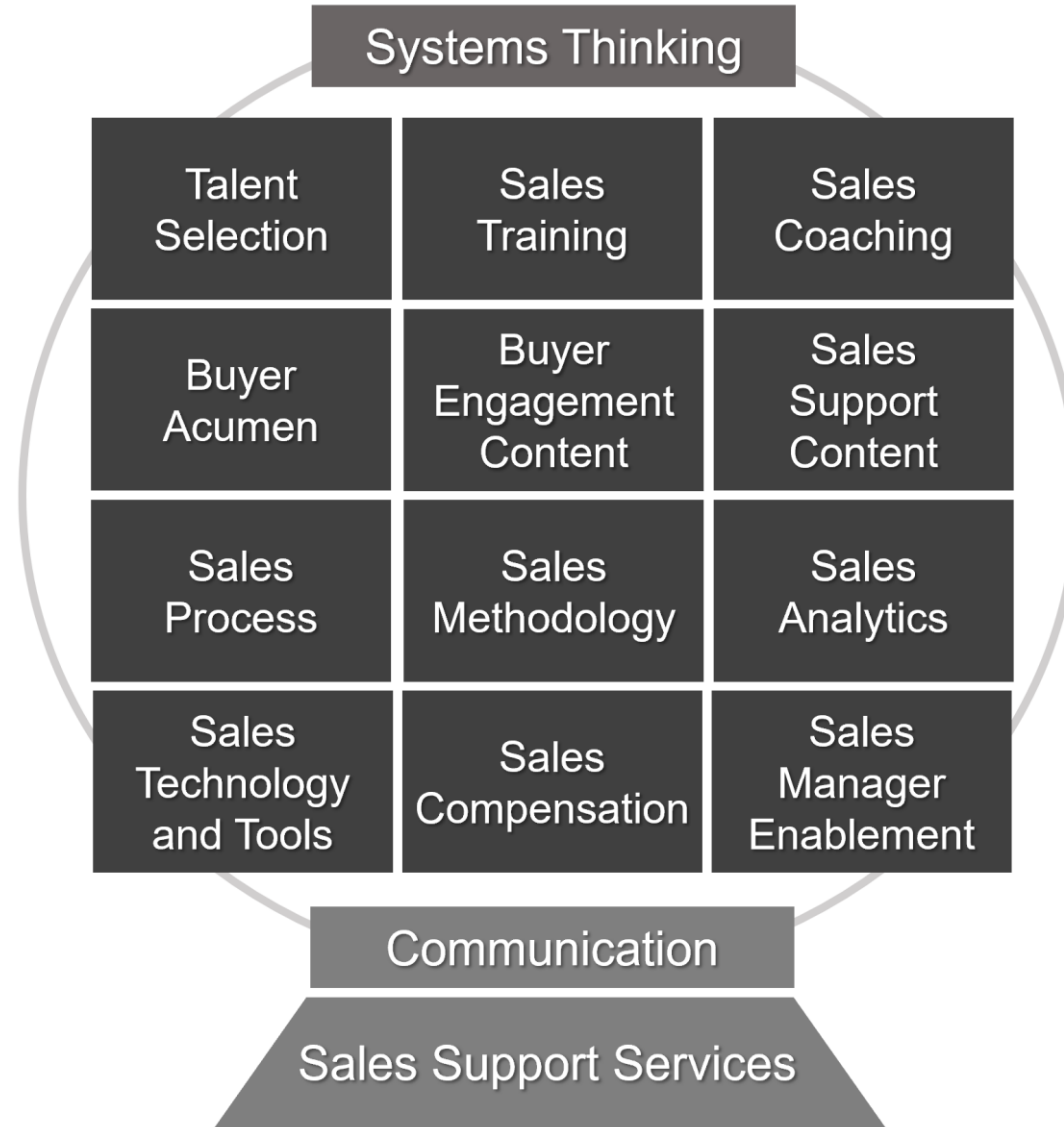 Systems Thinking
Talent
Selection
Sales
Training
Sales
Coaching
Buyer
Acumen
Buyer
Engagement
Content
Sales
Support
Content
Sales
Process
Sales
Methodology
Sales
Analytics
Sales
Technology
and Tools
Sales
Compensation
Sales
Manager
Enablement
Communication
Sales Support Services